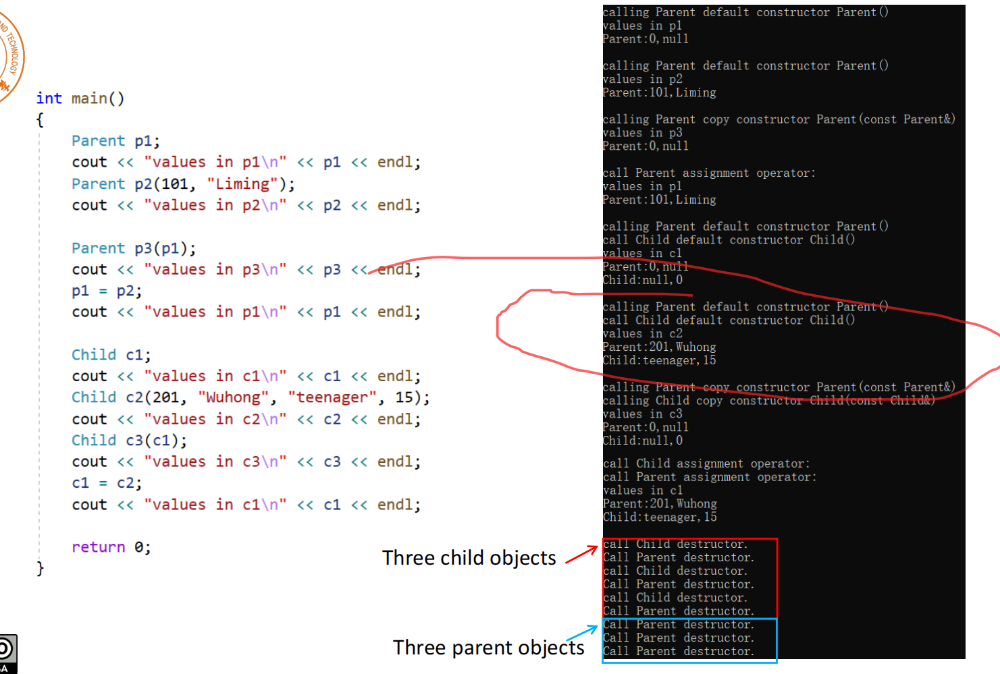 AND TECHNOLOGY
int main()
{
Parent p1;
cout << "values in p1\n" << p1 << endl;
Parent p2(101, "Liming");
cout << "values in p2\n" << p2 << endl;
Parent p3(p1);
cout << "values in p3\n" << p3 << endl;
p1 = p2;
cout << "values in p1\n" << p1 << endl;
Child c1;
cout << "values in c1\n" << c1 << endl;
Child c2(201, "Wuhong", "teenager", 15);
cout << "values in c2\n" << c2 << endl;
Child c3(c1);
cout << "values in c3\n" << c3 << endl;
c1 = c2;
cout << "values in c1\n" << c1 << endl;
return 0;
}
Three child objects
Three parent objects
calling Parent default constructor Parent()
values in p1
Parent:0,null
calling Parent default constructor Parent()
values in p2
Parent:101,Liming
calling Parent copy constructor Parent(const Parent&)
values in p3
Parent:0,null
call Parent assignment operator:
values in p1
Parent:101,Liming
calling Parent default constructor Parent()
call Child default constructor Child()
values in c1
Parent:0,null
Child:null,0
calling Parent default constructor Parent()
call Child default constructor Child()
values in c2
Parent:201,Wuhong
Child:teenager,15
calling Parent copy constructor Parent(const Parent&)
calling Child copy constructor Child(const Child&)
values in c3
Parent:0,null
Child:null,0
call Child assignment operator:
call Parent assignment operator:
values in c1
Parent:201,Wuhong
Child:teenager,15
call Child destructor.
Call Parent destructor.
call Child destructor.
Call Parent destructor.
call Child destructor.
Call Parent destructor.
Call Parent destructor.
Call Parent destructor.
Call Parent destructor.
SA